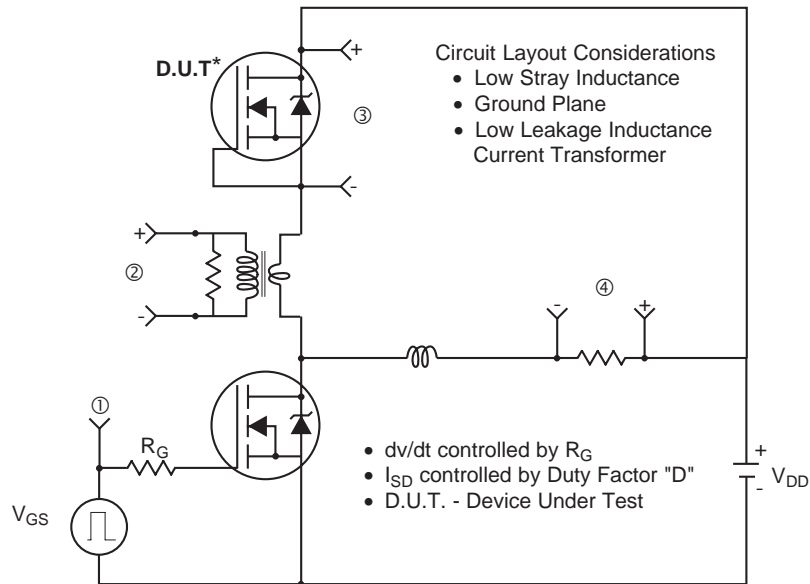 D.U.T*
+
③
-
Circuit Layout Considerations
• Low Stray Inductance
• Ground Plane
• Low Leakage Inductance
Current Transformer
+
②
-
④
-
+
①
RG
VGS
• dv/dt controlled by RG
• ISD controlled by Duty Factor "D"
• D.U.T. - Device Under Test
+
-
VDD